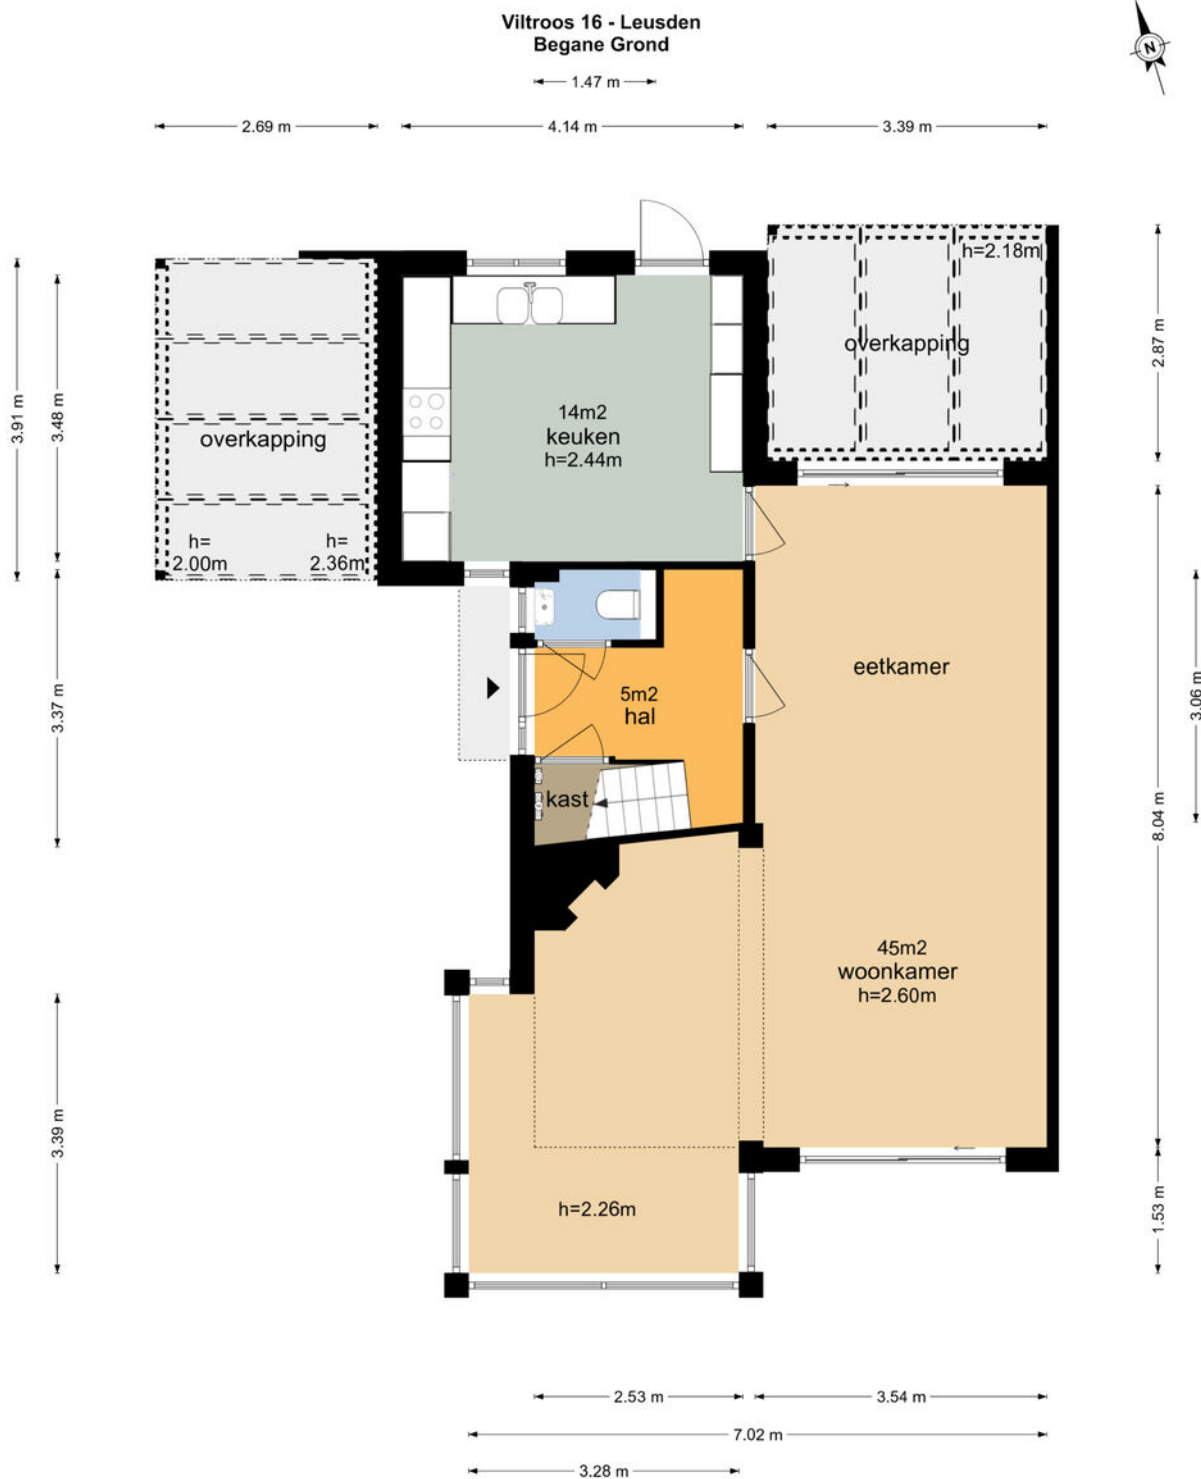 Viltroos 16 - Leusden
Begane Grond
N
1.47 m
2.69 m
4.14 m
3.39 m
h=2.18m
overkapping
2.87 m
3.91 m
3.48 m
overkapping
h=
2.00m
h=
2.36m
14m2
keuken
h=2.44m
eetkamer
3.06 m
3.37 m
5m2
hal
kast
8.04 m
45m2
woonkamer
h=2.60m
3.39 m
h=2.26m
1.53 m
2.53 m
3.54 m
7.02 m
3.28 m